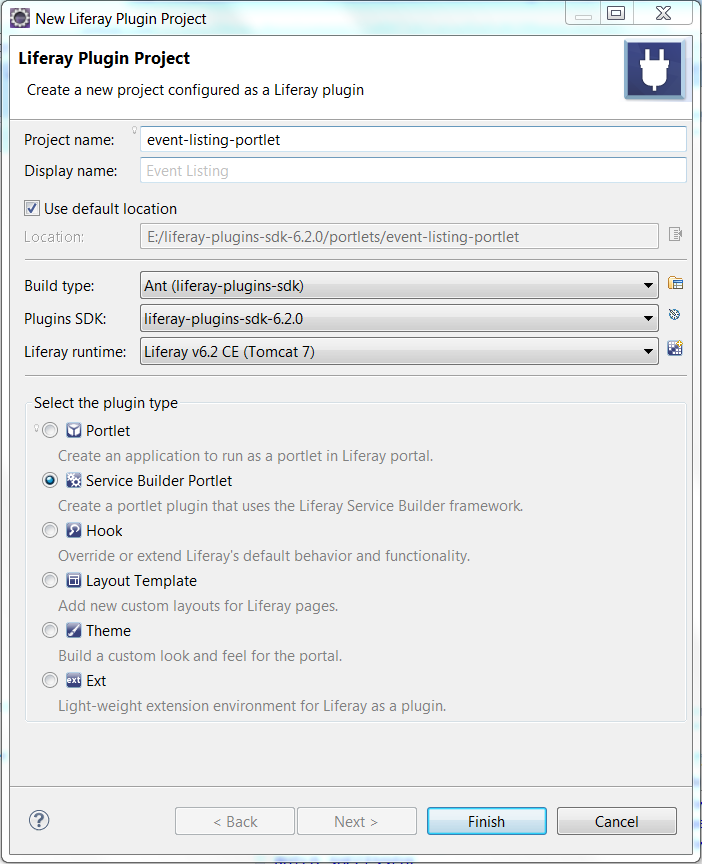 New Liferay Plugin Project
Liferay Plugin Project
Create a new project configured as a Liferay plugin
Project name: event-listing-portlet
Display name: Event Listing
Use default location
Location: E:/liferay-plugins-sdk-6.2.0/portlets/event-listing-portlet
Build type: Ant (liferay-plugins-sdk)
Plugins SDK: liferay-plugins-sdk-6.2.0
Liferay runtime: Liferay v6.2 CE (Tomcat 7)
Select the plugin type
Portlet
Create an application to run as a portlet in Liferay portal.
Service Builder Portlet
Create a portlet plugin that uses the Liferay Service Builder framework.
Hook
Override or extend Liferay's default behavior and functionality.
Layout Template
Add new custom layouts for Liferay pages.
Theme
Build a custom look and feel for the portal.
ext Ext
Light-weight extension environment for Liferay as a plugin.
? < Back Next > Finish Cancel